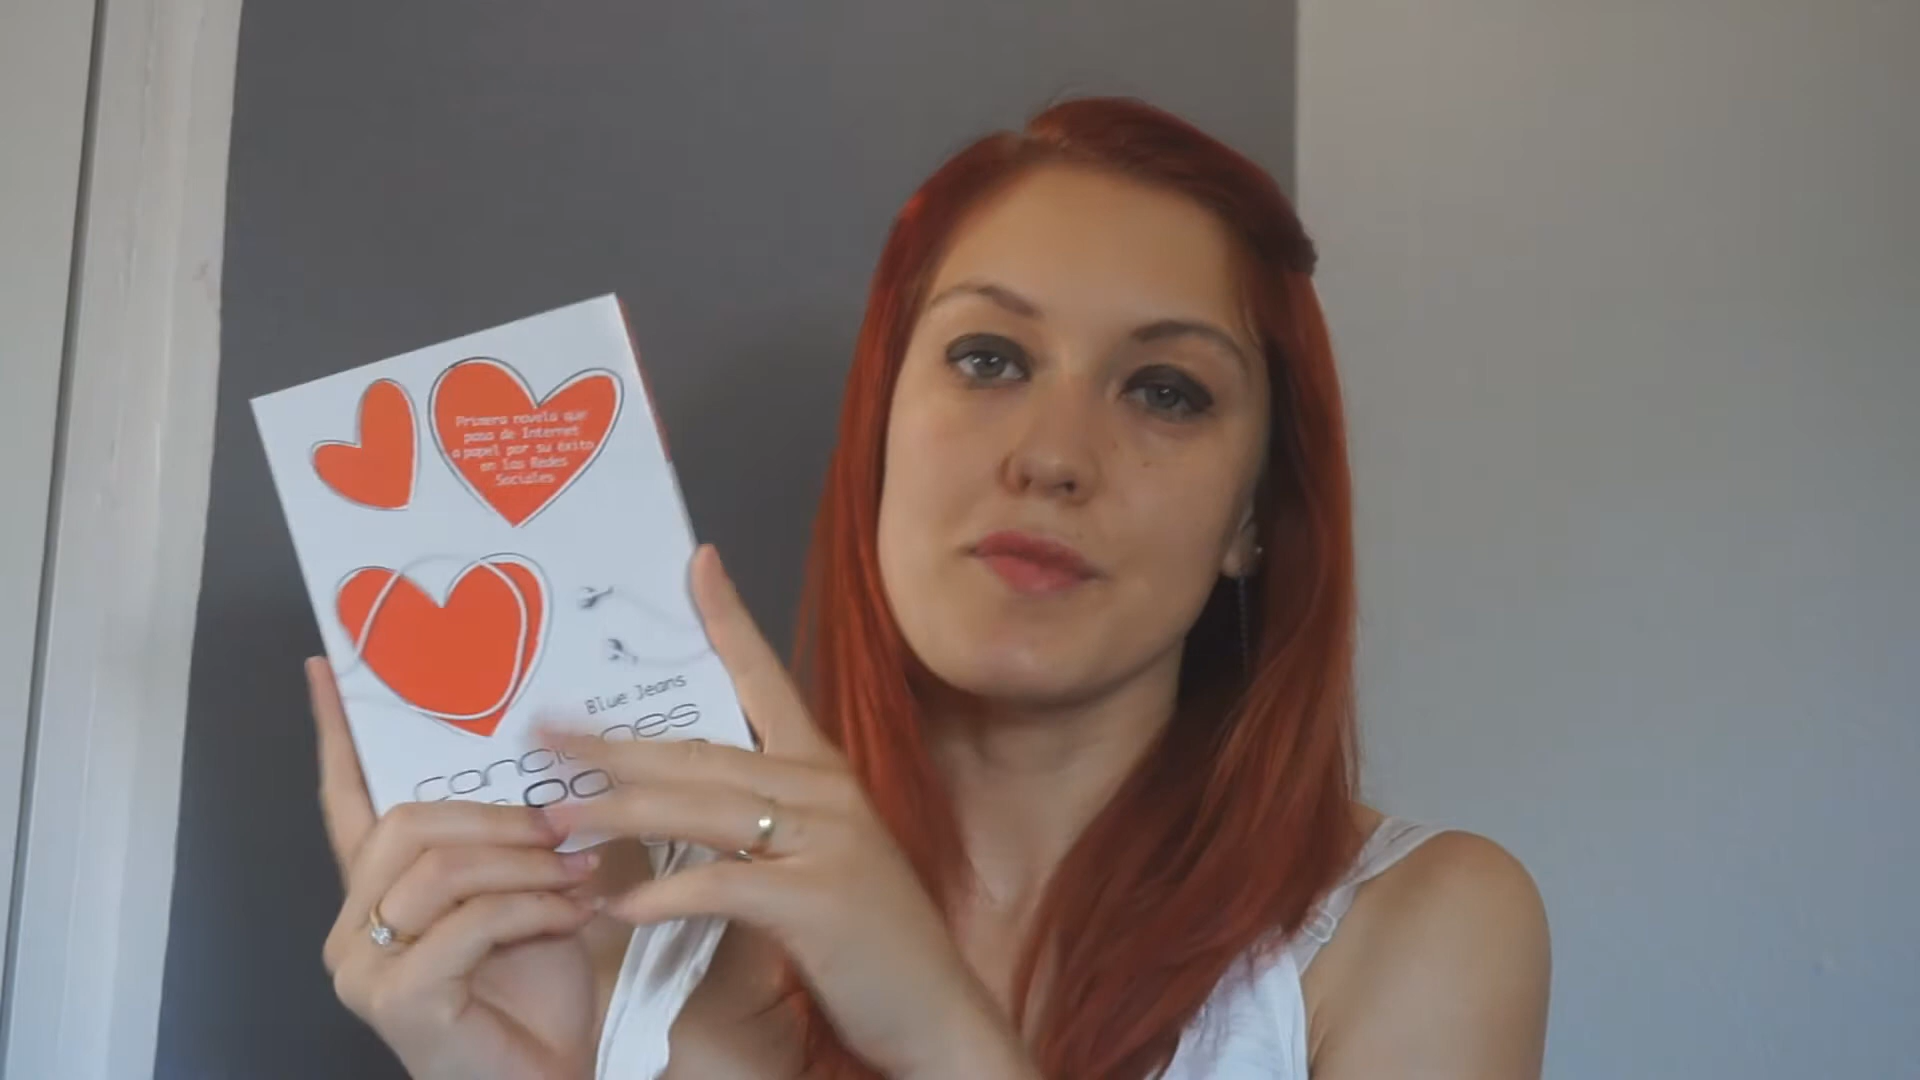 Primera novela que
pasa de Internet
a papel por su éxito
en las Redes
Sociales
Blue Jeans